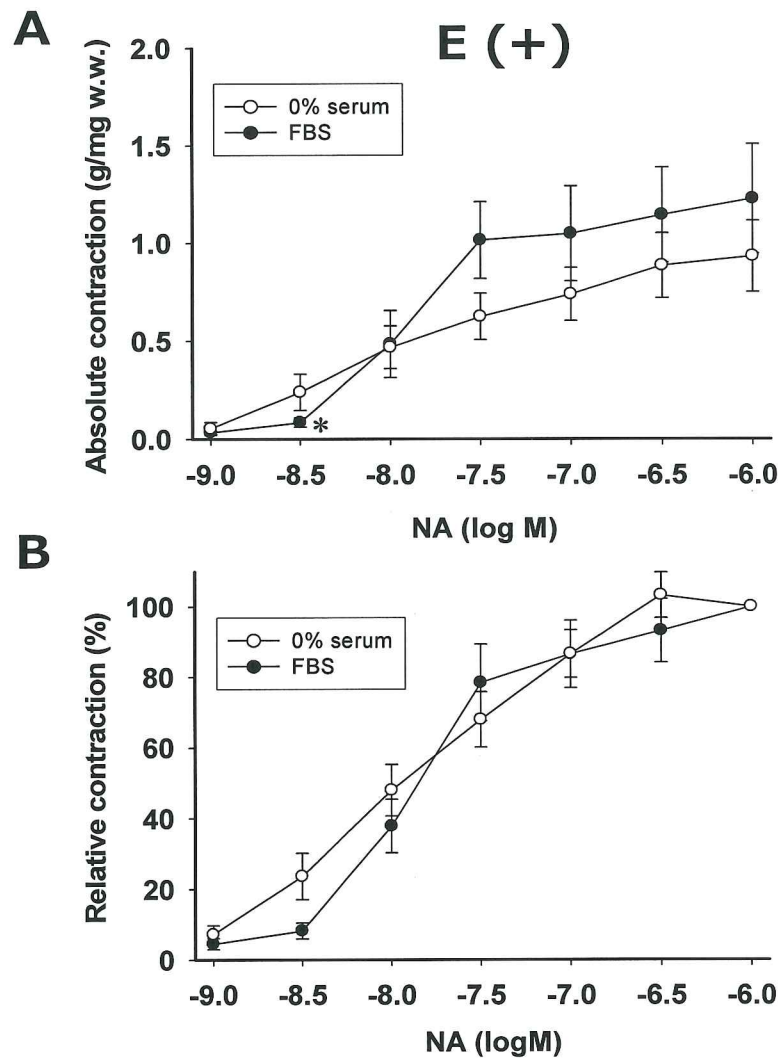 A
E (+)
2.0
1.5
1.0
0.5
0.0
Absolute contraction (g/mg w.w.)
0% serum
FBS
*
-9.0 -8.5 -8.0 -7.5 -7.0 -6.5 -6.0
NA (log M)
B
100
80
60
40
20
0
Relative contraction (%)
0% serum
FBS
-9.0 -8.5 -8.0 -7.5 -7.0 -6.5 -6.0
NA (logM)